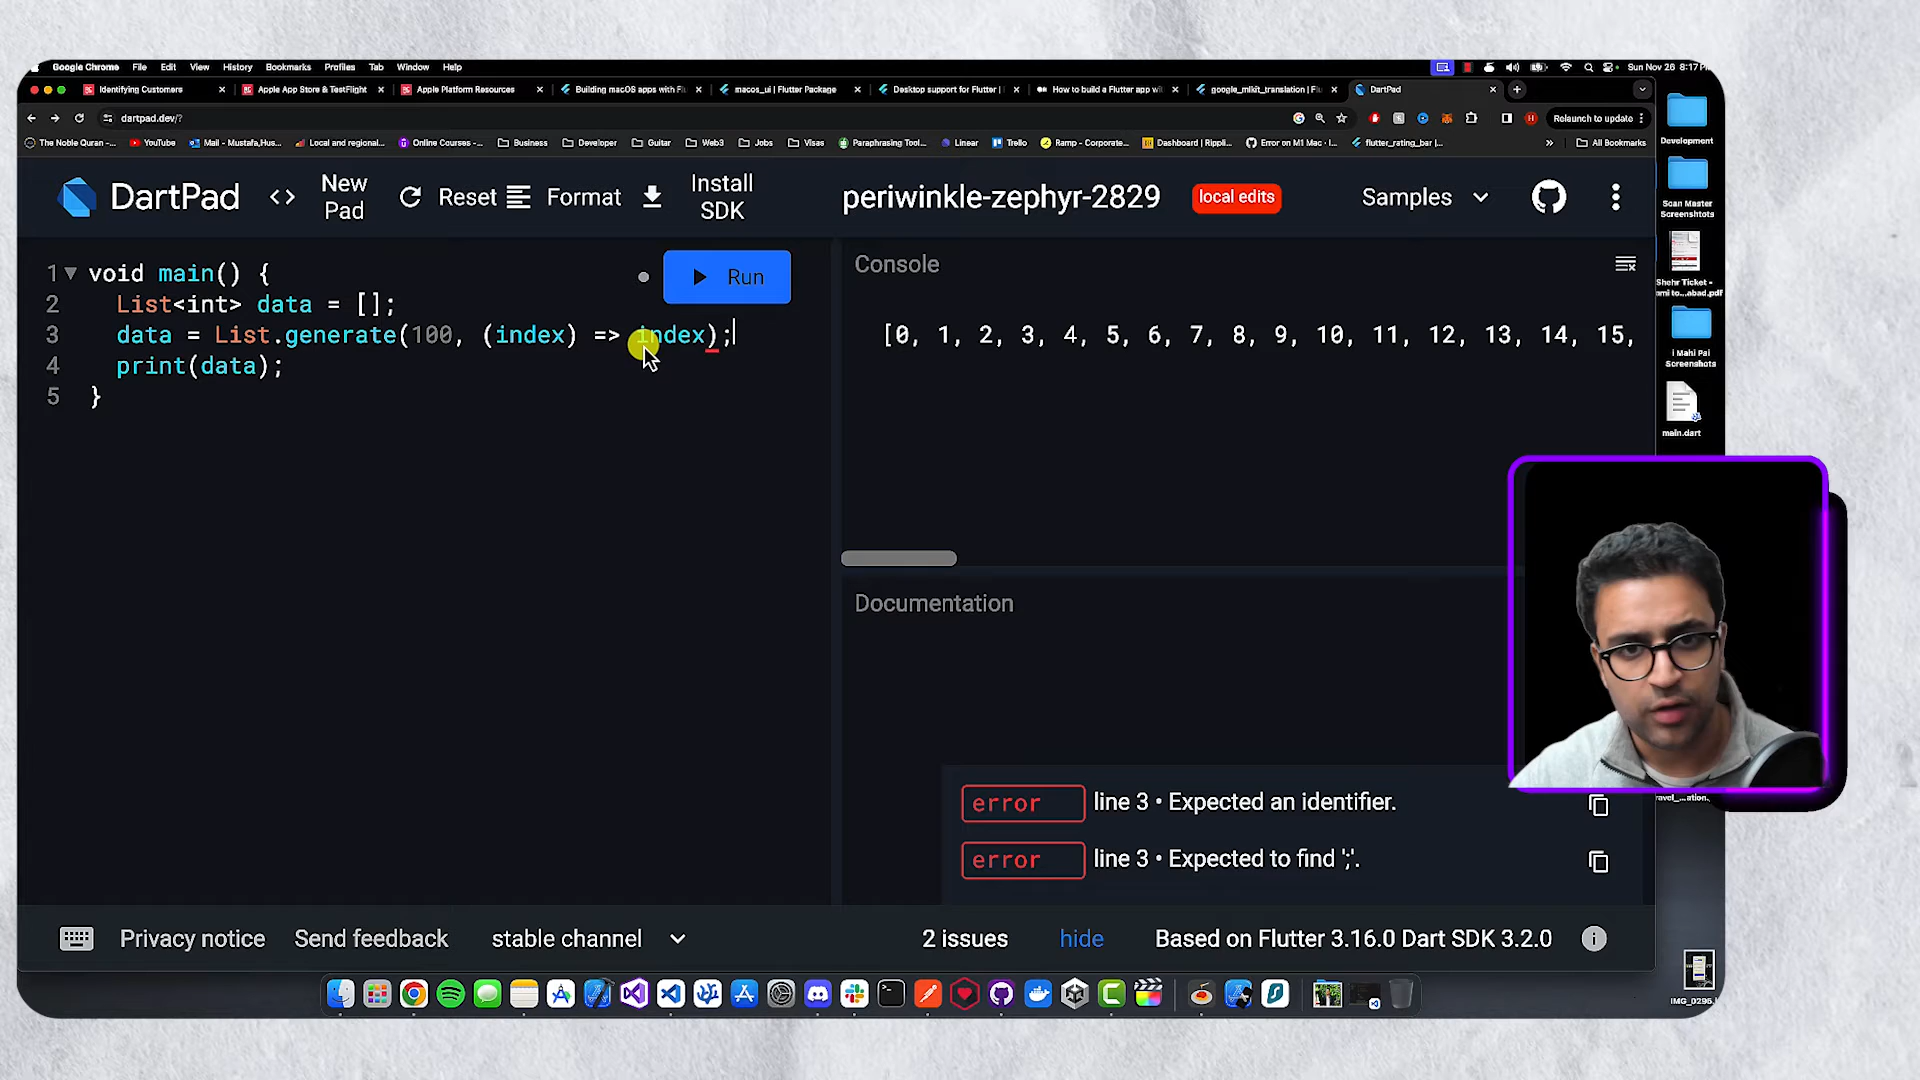 Google Chrome File Edit View History Bookmarks Profiles Tab Window Help
Sun Nov 26 8:17
Identifying Customers
Apple App Store & TestFlight
Apple Platform Resources
Building macOS apps with Fl
macos_ui | Flutter Package
Desktop support for Flutter |
How to build a Flutter app wi
google_mlkit_translation | Fl
DartPad
dartpad.dev/?
Relaunch to update
The Noble Quran -...
YouTube
Mail - Mustafa,Hus...
Local and regional...
Online Courses -...
Business
Developer
Guitar
Web3
Jobs
Visas
Paraphrasing Tool...
Linear
Trello
Ramp - Corporate...
Dashboard | Rippli...
Error on M1 Mac · I...
flutter_rating_bar |...
All Bookmarks
DartPad
<> New Pad
Reset
Format
Install SDK
periwinkle-zephyr-2829
local edits
Samples
1 void main() {
2 List<int> data = [];
3 data = List.generate(100, (index) => index);
4 print(data);
5 }
Run
Console
[0, 1, 2, 3, 4, 5, 6, 7, 8, 9, 10, 11, 12, 13, 14, 15,
Documentation
error line 3 • Expected an identifier.
error line 3 • Expected to find ';'.
Privacy notice
Send feedback
stable channel
2 issues
hide
Based on Flutter 3.16.0 Dart SDK 3.2.0
Development
Scan Master
Screenshtots
Shehr Ticket -
abad.pdf
i Mahi Pai
Screenshots
main.dart